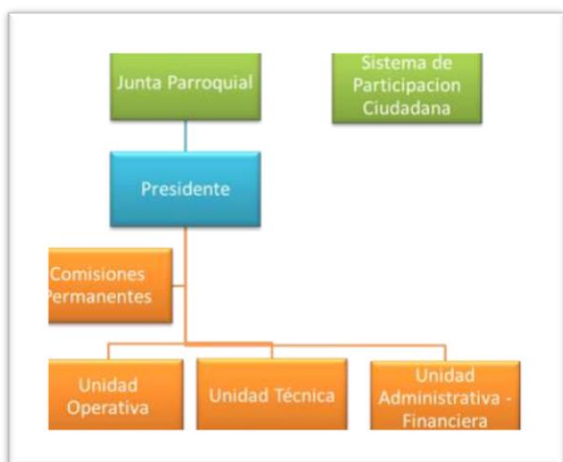 Junta Parroquial
Sistema de
Participacion
Ciudadana
Presidente
Comisiones
Permanentes
Unidad
Operativa
Unidad Técnica
Unidad
Administrativa -
Financiera